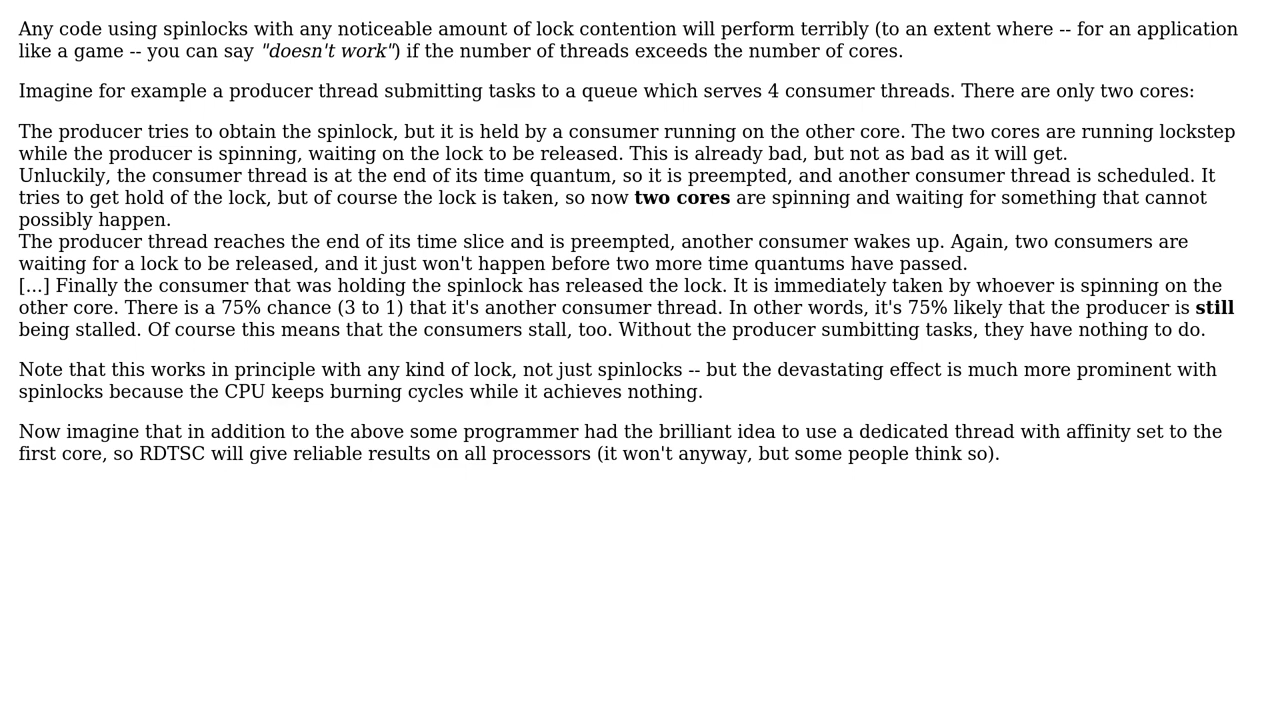 Any code using spinlocks with any noticeable amount of lock contention will perform terribly (to an extent where -- for an application
like a game -- you can say "doesn't work") if the number of threads exceeds the number of cores.
Imagine for example a producer thread submitting tasks to a queue which serves 4 consumer threads. There are only two cores:
The producer tries to obtain the spinlock, but it is held by a consumer running on the other core. The two cores are running lockstep
while the producer is spinning, waiting on the lock to be released. This is already bad, but not as bad as it will get.
Unluckily, the consumer thread is at the end of its time quantum, so it is preempted, and another consumer thread is scheduled. It
tries to get hold of the lock, but of course the lock is taken, so now two cores are spinning and waiting for something that cannot
possibly happen.
The producer thread reaches the end of its time slice and is preempted, another consumer wakes up. Again, two consumers are
waiting for a lock to be released, and it just won't happen before two more time quantums have passed.
[...] Finally the consumer that was holding the spinlock has released the lock. It is immediately taken by whoever is spinning on the
other core. There is a 75% chance (3 to 1) that it's another consumer thread. In other words, it's 75% likely that the producer is still
being stalled. Of course this means that the consumers stall, too. Without the producer sumbitting tasks, they have nothing to do.
Note that this works in principle with any kind of lock, not just spinlocks -- but the devastating effect is much more prominent with
spinlocks because the CPU keeps burning cycles while it achieves nothing.
Now imagine that in addition to the above some programmer had the brilliant idea to use a dedicated thread with affinity set to the
first core, so RDTSC will give reliable results on all processors (it won't anyway, but some people think so).